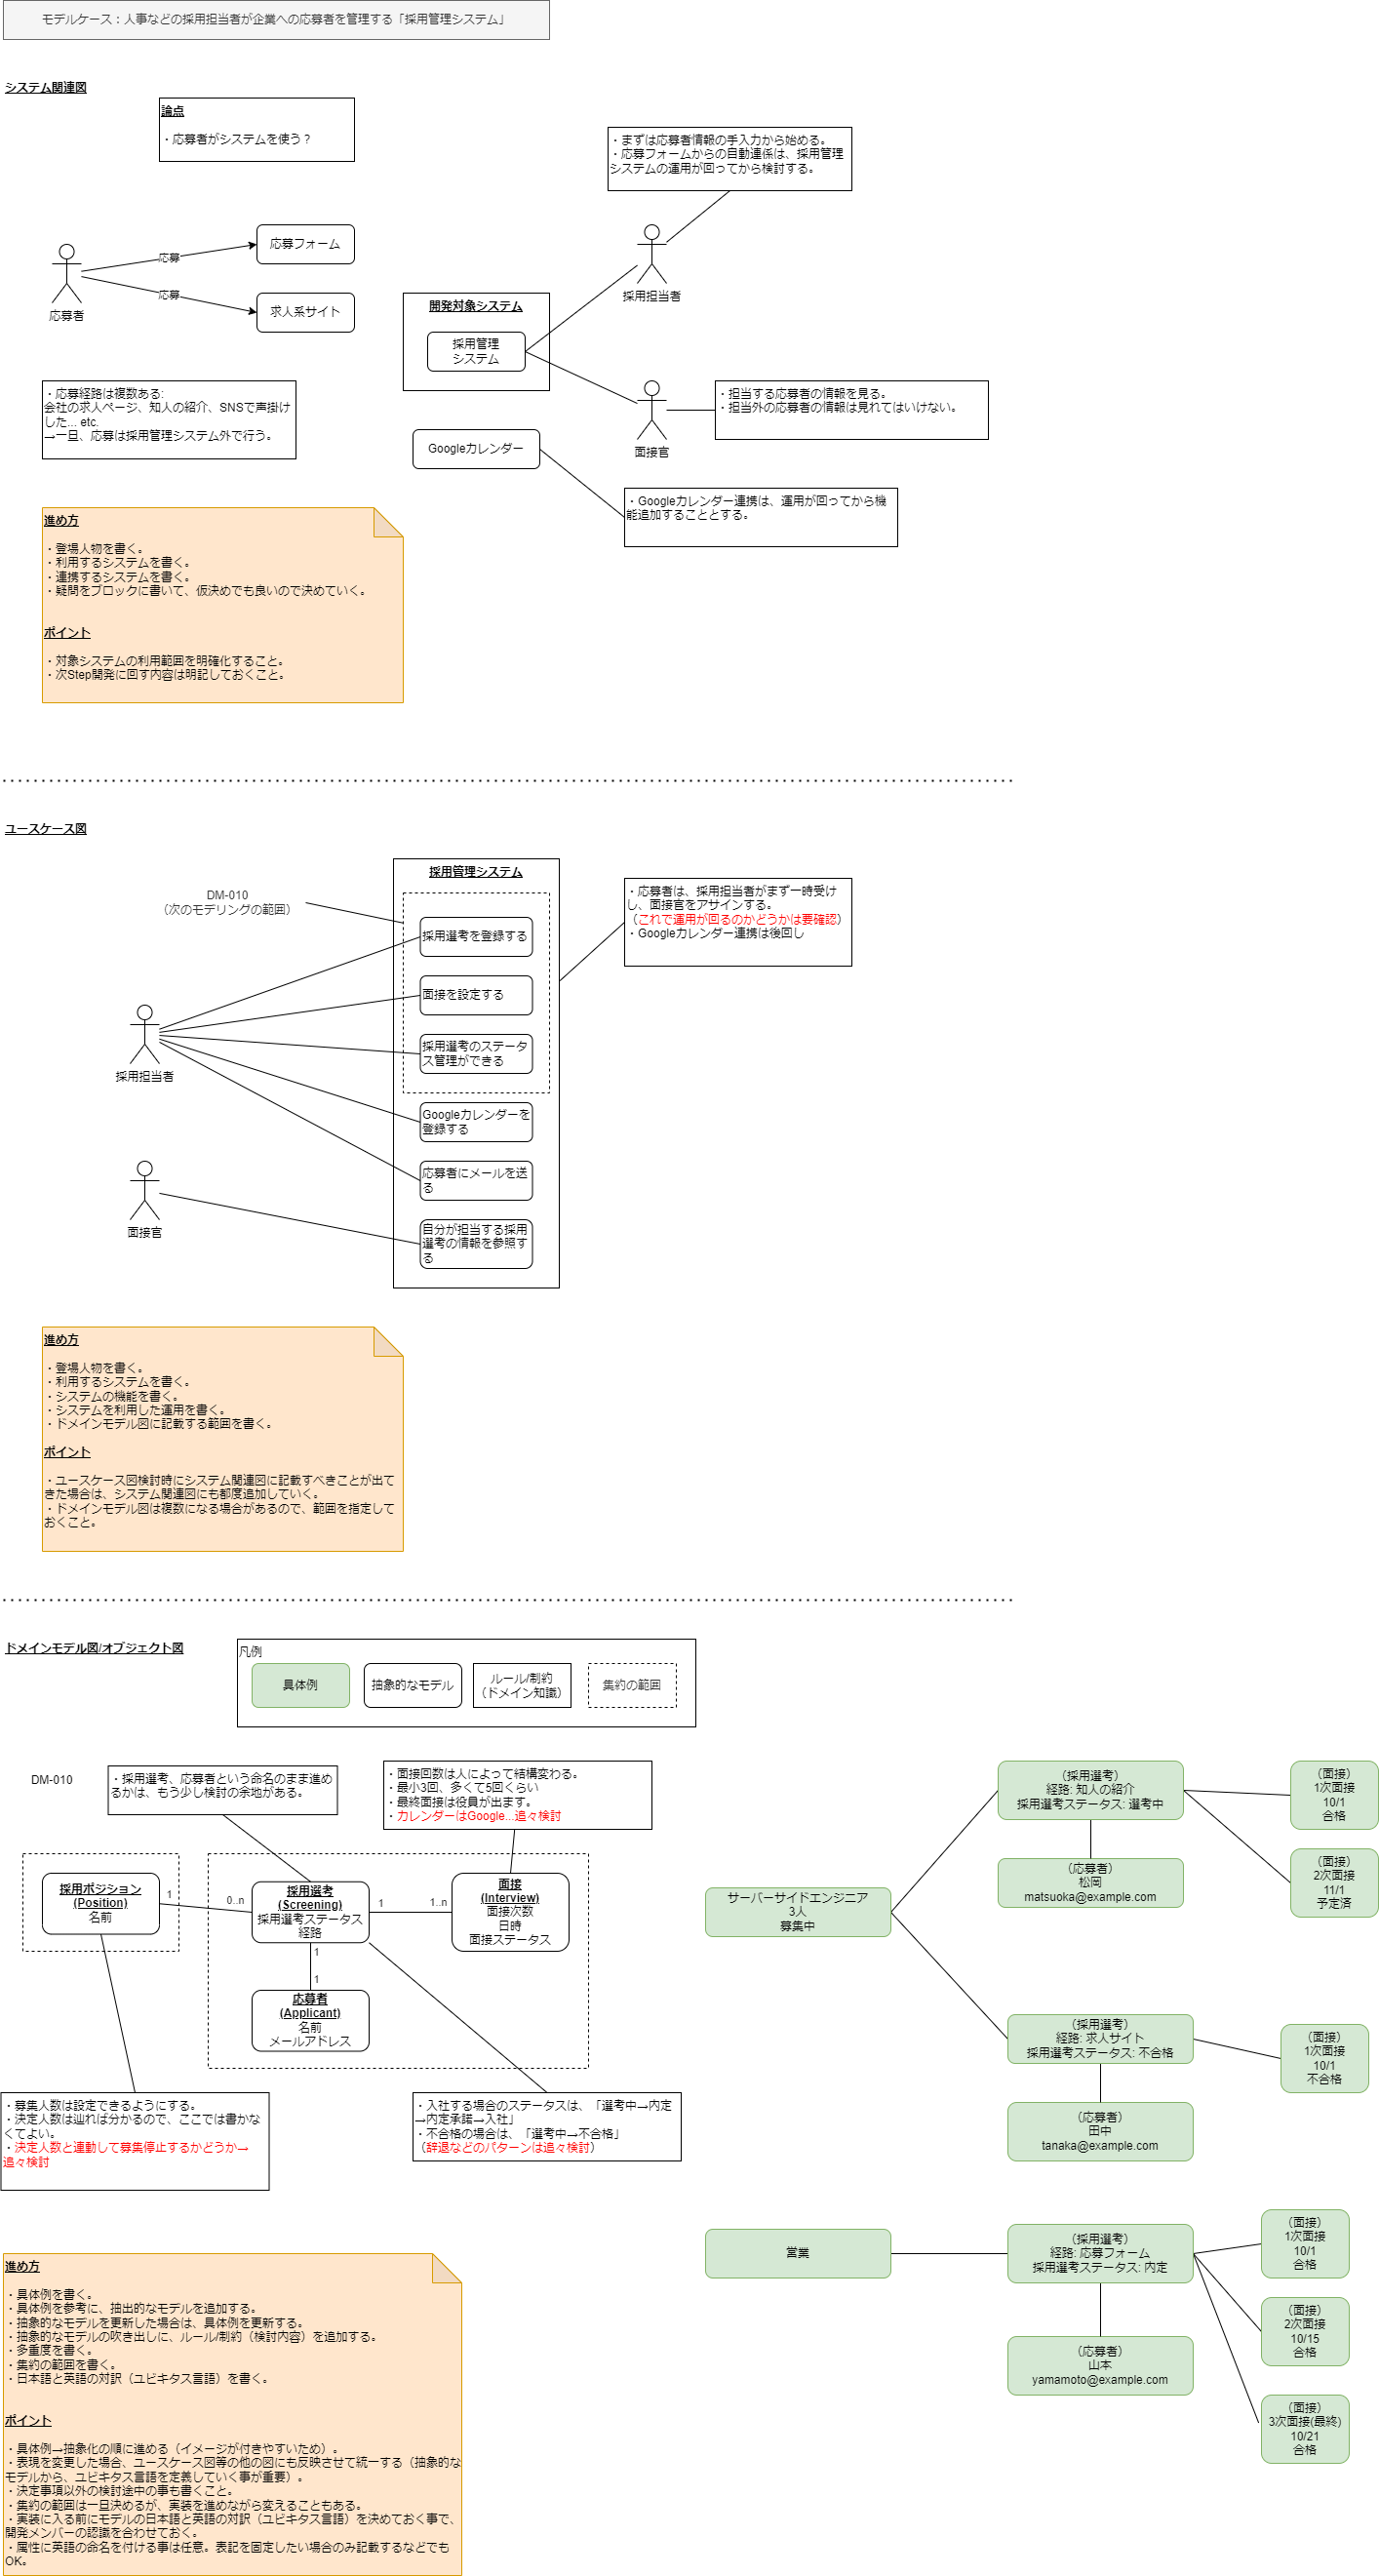 モデルケース：人事などの採用担当者が企業への応募者を管理する「採用管理システム」
システム関連図
論点
・応募者がシステムを使う？
・まずは応募者情報の手入力から始める。
・応募フォームからの自動連係は、採用管理
システムの運用が回ってから検討する。
応募フォーム
応募
応募
求人系サイト
応募者
採用担当者
開発対象システム
採用管理
システム
・応募経路は複数ある:
会社の求人ページ、知人の紹介、SNSで声掛け
した... etc.
→一旦、応募は採用管理システム外で行う。
・担当する応募者の情報を見る。
・担当外の応募者の情報は見れてはいけない。
面接官
Googleカレンダー
・Googleカレンダー連携は、運用が回ってから機
能追加することとする。
進め方
・登場人物を書く。
・利用するシステムを書く。
・連携するシステムを書く。
・疑問をブロックに書いて、仮決めでも良いので決めていく。
ポイント
・対象システムの利用範囲を明確化すること。
・次Step開発に回す内容は明記しておくこと。
ユースケース図
採用管理システム
DM-010
（次のモデリングの範囲）
・応募者は、採用担当者がまず一時受け
し、面接官をアサインする。
（これで運用が回るのかどうかは要確認）
・Googleカレンダー連携は後回し
採用選考を登録する
面接を設定する
採用選考のステータ
ス管理ができる
採用担当者
Googleカレンダーを
登録する
応募者にメールを送
る
面接官
自分が担当する採用
選考の情報を参照す
る
進め方
・登場人物を書く。
・利用するシステムを書く。
・システムの機能を書く。
・システムを利用した運用を書く。
・ドメインモデル図に記載する範囲を書く。
ポイント
・ユースケース図検討時にシステム関連図に記載すべきことが出て
きた場合は、システム関連図にも都度追加していく。
・ドメインモデル図は複数になる場合があるので、範囲を指定して
おくこと。
ドメインモデル図/オブジェクト図
凡例
具体例
抽象的なモデル
ルール/制約
（ドメイン知識）
集約の範囲
DM-010
・採用選考、応募者という命名のまま進め
るかは、もう少し検討の余地がある。
・面接回数は人によって結構変わる。
・最小3回、多くて5回くらい
・最終面接は役員が出ます。
・カレンダーはGoogle...追々検討
採用ポジション
(Position)
名前
1
0..n
採用選考
(Screening)
採用選考ステータス
経路
1
1..n
面接
(Interview)
面接次数
日時
面接ステータス
1
1
応募者
(Applicant)
名前
メールアドレス
・募集人数は設定できるようにする。
・決定人数は辿れば分かるので、ここでは書かな
くてよい。
・決定人数と連動して募集停止するかどうか→
追々検討
・入社する場合のステータスは、「選考中→内定
→内定承諾→入社」
・不合格の場合は、「選考中→不合格」
（辞退などのパターンは追々検討）
サーバーサイドエンジニア
3人
募集中
（採用選考）
経路: 知人の紹介
採用選考ステータス: 選考中
（応募者）
松岡
matsuoka@example.com
（面接）
1次面接
10/1
合格
（面接）
2次面接
11/1
予定済
（採用選考）
経路: 求人サイト
採用選考ステータス: 不合格
（応募者）
田中
tanaka@example.com
（面接）
1次面接
10/1
不合格
営業
（採用選考）
経路: 応募フォーム
採用選考ステータス: 内定
（応募者）
山本
yamamoto@example.com
（面接）
1次面接
10/1
合格
（面接）
2次面接
10/15
合格
（面接）
3次面接(最終)
10/21
合格
進め方
・具体例を書く。
・具体例を参考に、抽出的なモデルを追加する。
・抽象的なモデルを更新した場合は、具体例を更新する。
・抽象的なモデルの吹き出しに、ルール/制約（検討内容）を追加する。
・多重度を書く。
・集約の範囲を書く。
・日本語と英語の対訳（ユビキタス言語）を書く。
ポイント
・具体例→抽象化の順に進める（イメージが付きやすいため）。
・表現を変更した場合、ユースケース図等の他の図にも反映させて統一する（抽象的な
モデルから、ユビキタス言語を定義していく事が重要）。
・決定事項以外の検討途中の事も書くこと。
・集約の範囲は一旦決めるが、実装を進めながら変えることもある。
・実装に入る前にモデルの日本語と英語の対訳（ユビキタス言語）を決めておく事で、
開発メンバーの認識を合わせておく。
・属性に英語の命名を付ける事は任意。表記を固定したい場合のみ記載するなどでも
OK。